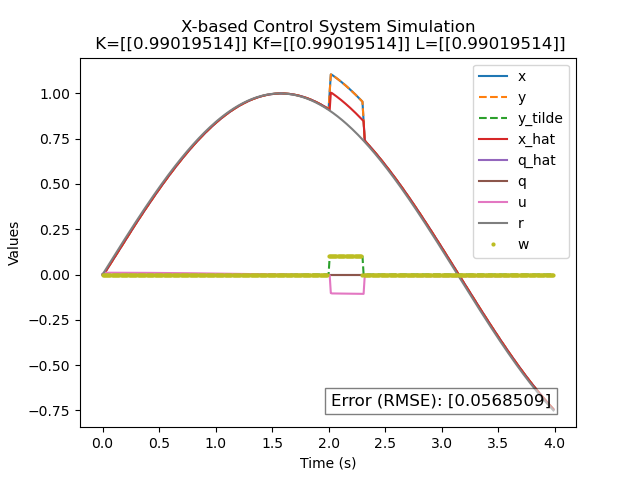 X-based Control System Simulation
K=[[0.99019514]] Kf=[[0.99019514]] L=[[0.99019514]]
Values
1.00
0.75
0.50
0.25
0.00
−0.25
−0.50
−0.75
x
y
y_tilde
x_hat
q_hat
q
u
r
w
Error (RMSE): [0.0568509]
0.0 0.5 1.0 1.5 2.0 2.5 3.0 3.5 4.0
Time (s)